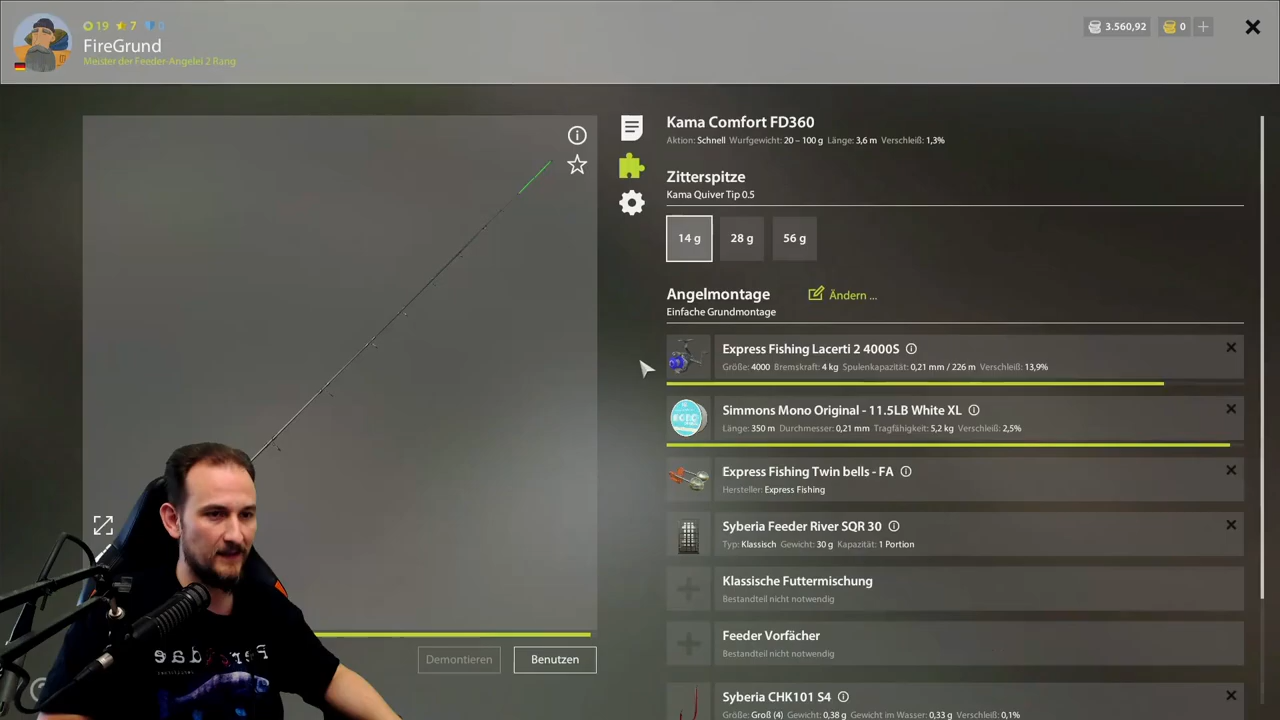 19 7 0
3.560,92 0
FireGrund
Meister der Feeder-Angelei 2 Rang
Kama Comfort FD360
Aktion: Schnell Wurfgewicht: 20 – 100 g Länge: 3,6 m Verschleiß: 1,3%
Zitterspitze
Kama Quiver Tip 0.5
14 g 28 g 56 g
Angelmontage Ändern ...
Einfache Grundmontage
Express Fishing Lacerti 2 4000S
Größe: 4000 Bremskraft: 4 kg Spulenkapazität: 0,21 mm / 226 m Verschleiß: 13,9%
Simmons Mono Original - 11.5LB White XL
Länge: 350 m Durchmesser: 0,21 mm Tragfähigkeit: 5,2 kg Verschleiß: 2,5%
Express Fishing Twin bells - FA
Hersteller: Express Fishing
Syberia Feeder River SQR 30
Typ: Klassisch Gewicht: 30 g Kapazität: 1 Portion
Klassische Futtermischung
Bestandteil nicht notwendig
Feeder Vorfächer
Bestandteil nicht notwendig
Syberia CHK101 S4
Größe: Groß (4) Gewicht: 0,38 g Gewicht im Wasser: 0,33 g Verschleiß: 0,1%
Demontieren Benutzen